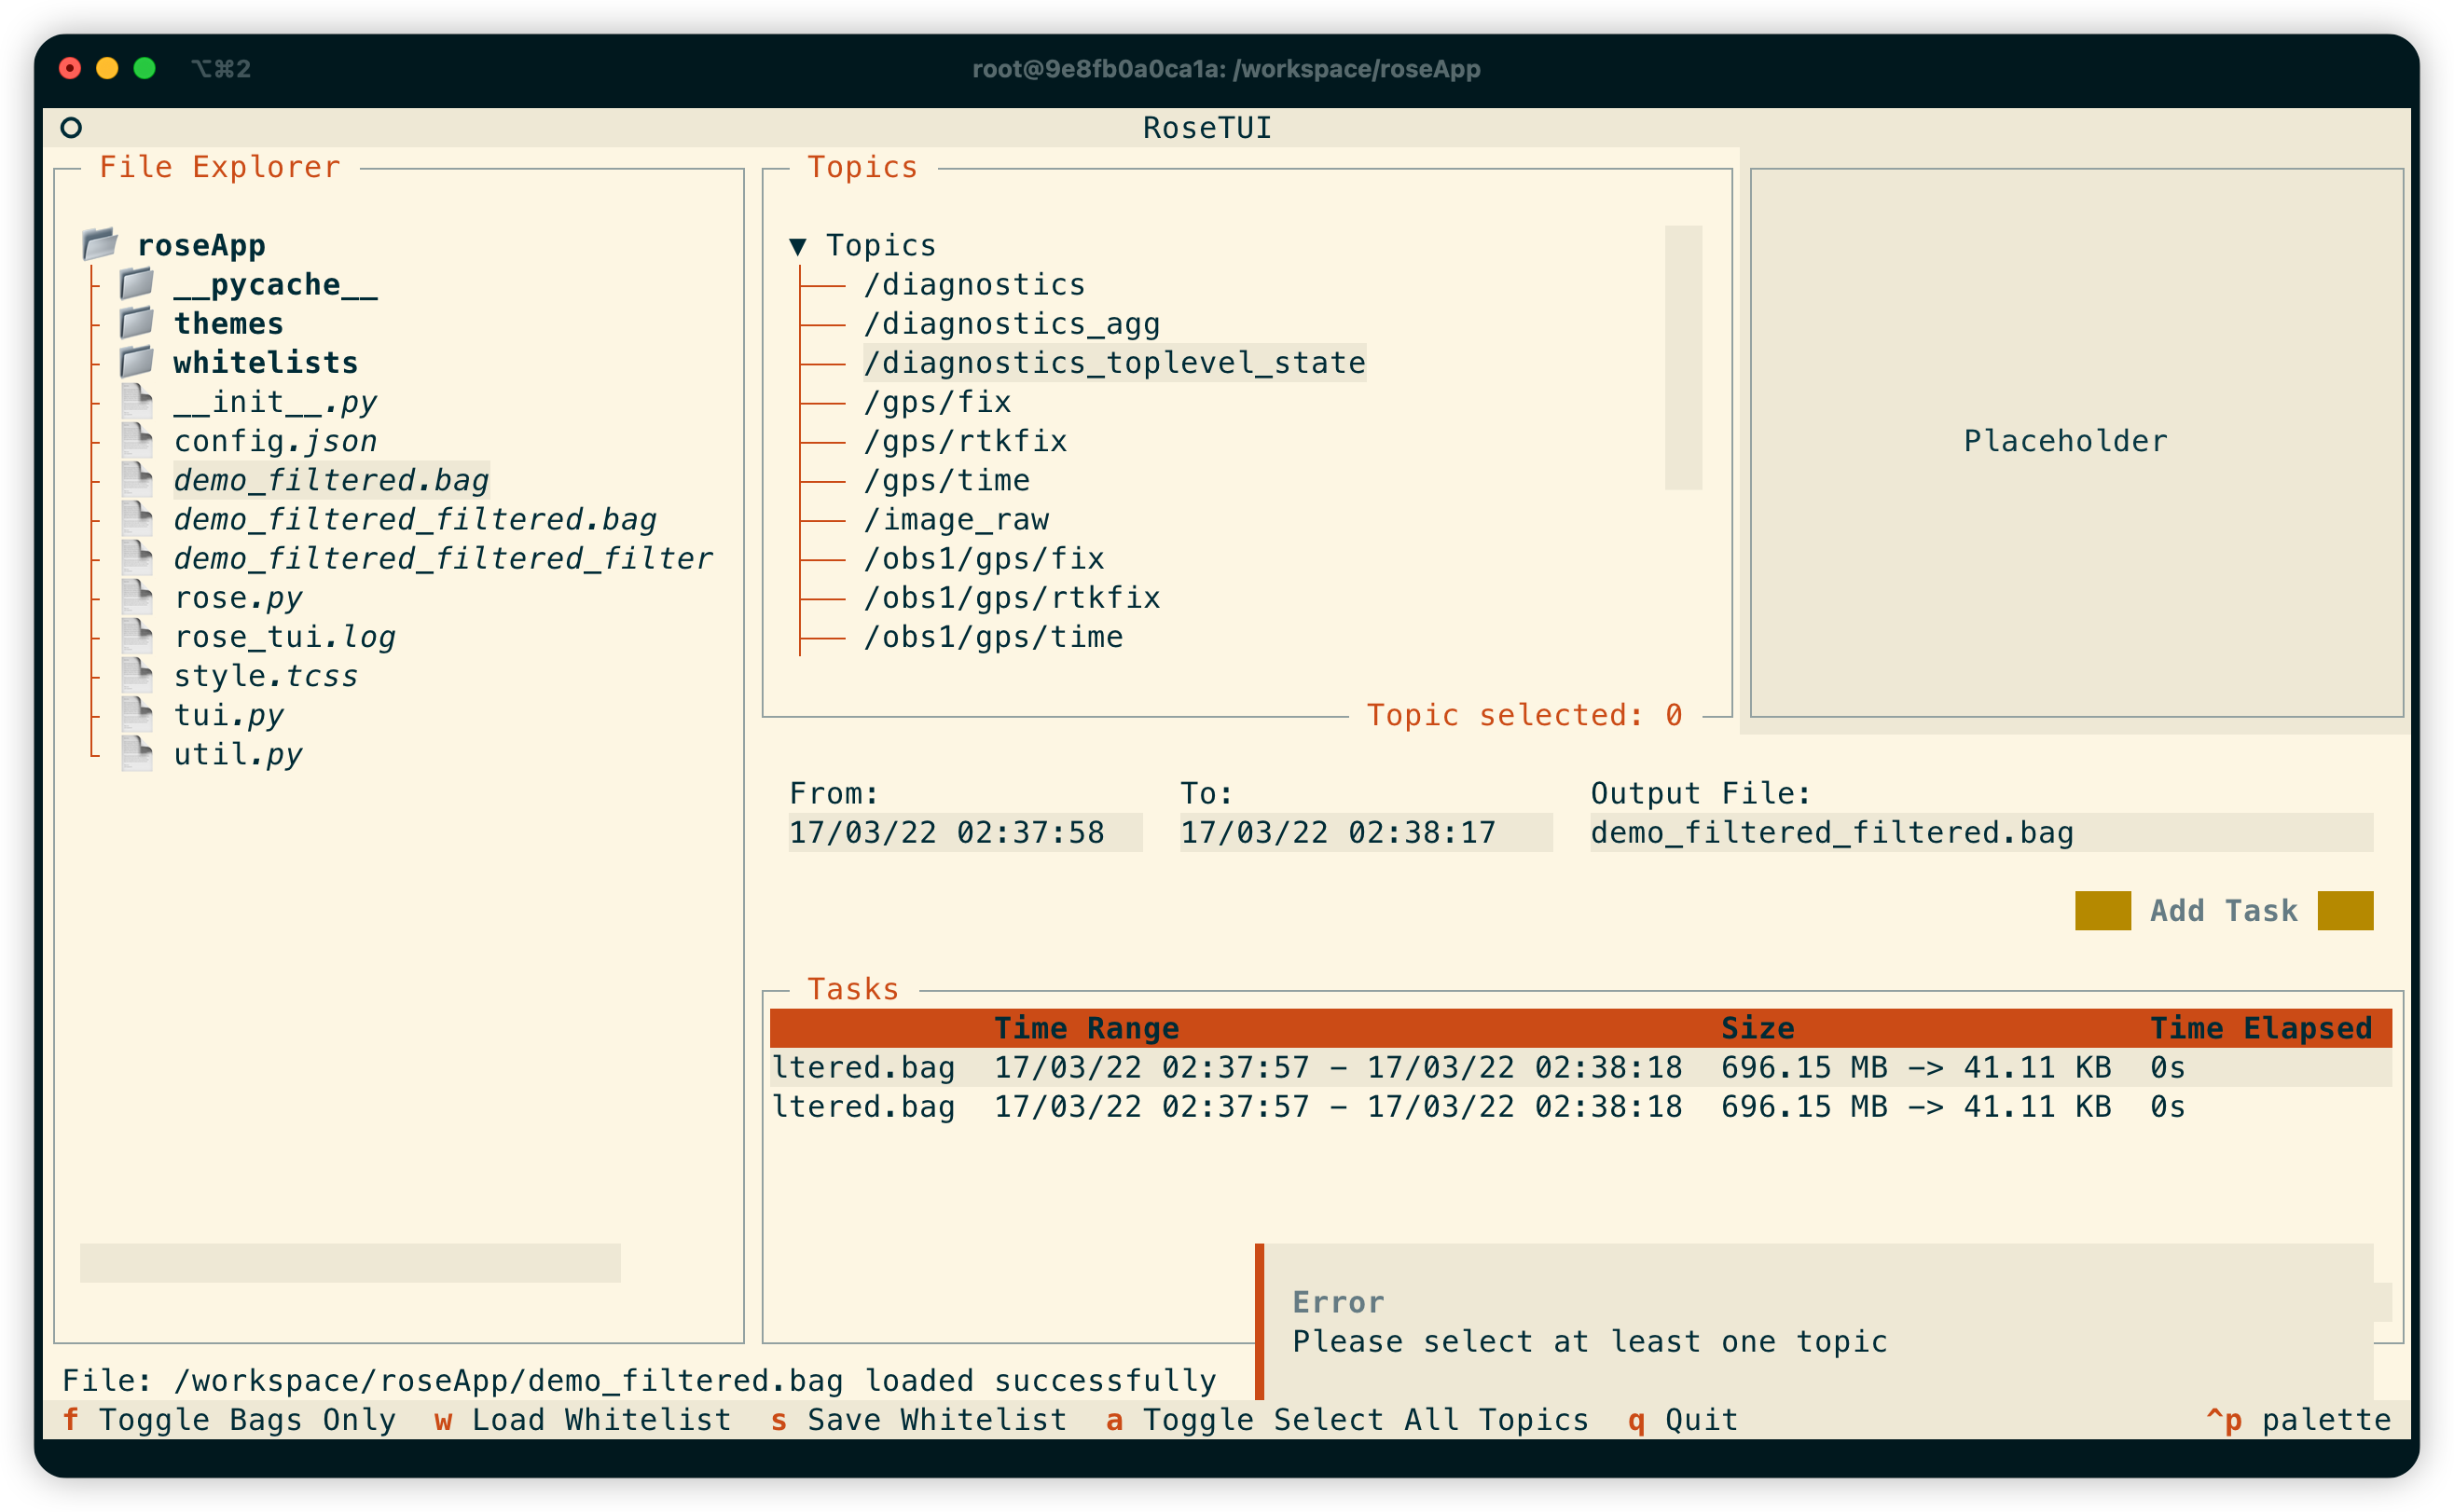 ⌥⌘2
root@9e8fb0a0ca1a: /workspace/roseApp
RoseTUI
File Explorer
roseApp
__pycache__
themes
whitelists
__init__.py
config.json
demo_filtered.bag
demo_filtered_filtered.bag
demo_filtered_filtered_filter
rose.py
rose_tui.log
style.tcss
tui.py
util.py
Topics
▼ Topics
/diagnostics
/diagnostics_agg
/diagnostics_toplevel_state
/gps/fix
/gps/rtkfix
/gps/time
/image_raw
/obs1/gps/fix
/obs1/gps/rtkfix
/obs1/gps/time
Topic selected: 0
Placeholder
From: To: Output File:
17/03/22 02:37:58 17/03/22 02:38:17 demo_filtered_filtered.bag
Add Task
Tasks
Time Range Size Time Elapsed
ltered.bag 17/03/22 02:37:57 - 17/03/22 02:38:18 696.15 MB -> 41.11 KB 0s
ltered.bag 17/03/22 02:37:57 - 17/03/22 02:38:18 696.15 MB -> 41.11 KB 0s
Error
Please select at least one topic
File: /workspace/roseApp/demo_filtered.bag loaded successfully
f Toggle Bags Only w Load Whitelist s Save Whitelist a Toggle Select All Topics q Quit ^p palette